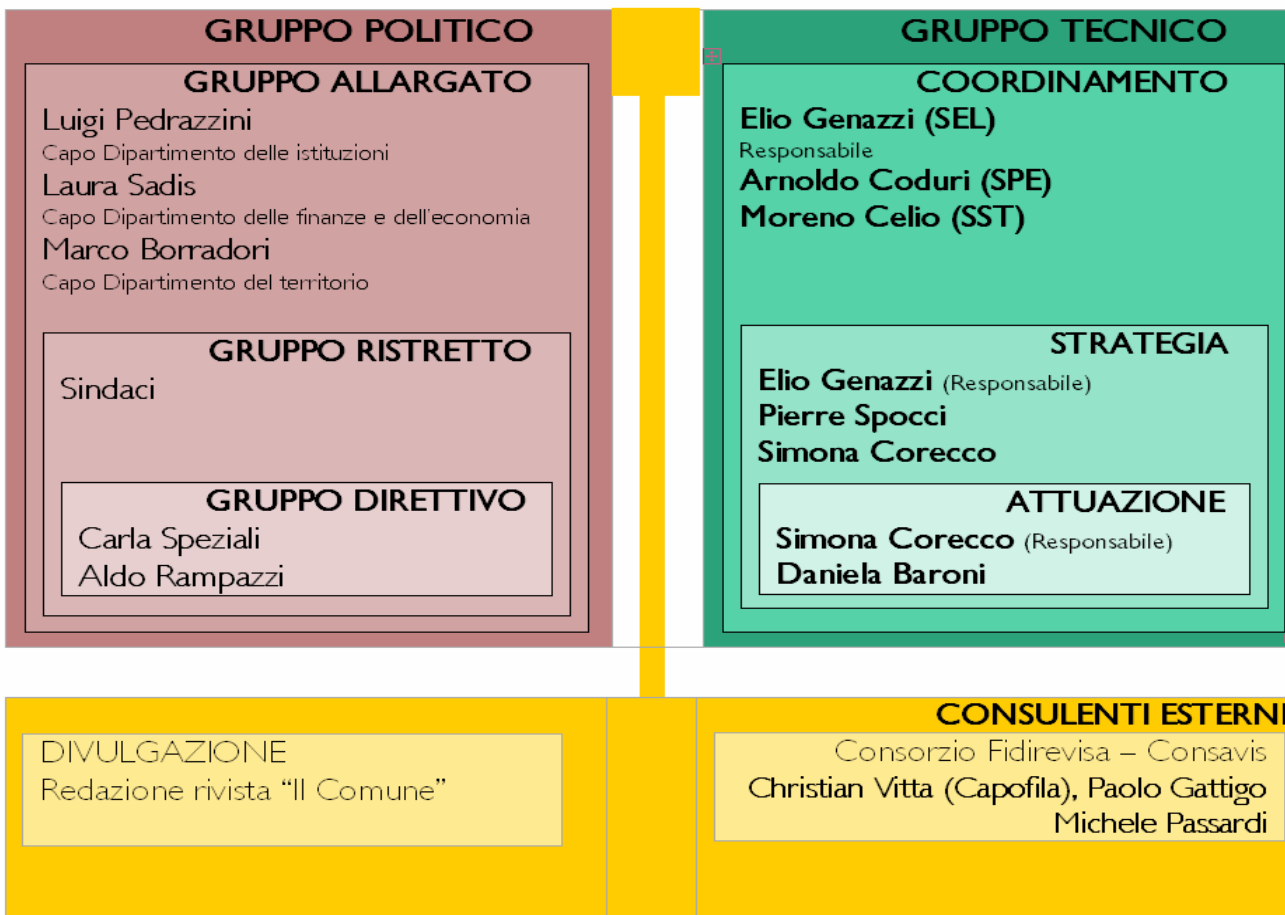 GRUPPO POLITICO
GRUPPO ALLARGATO
Luigi Pedrazzini
Capo Dipartimento delle istituzioni
Laura Sadis
Capo Dipartimento delle finanze e dell'economia
Marco Borradori
Capo Dipartimento del territorio
GRUPPO RISTRETTO
Sindaci
GRUPPO DIRETTIVO
Carla Speziali
Aldo Rampazzi
GRUPPO TECNICO
COORDINAMENTO
Elio Genazzi (SEL)
Responsabile
Arnoldo Coduri (SPE)
Moreno Celio (SST)
STRATEGIA
Elio Genazzi (Responsabile)
Pierre Spocci
Simona Corecco
ATTUAZIONE
Simona Corecco (Responsabile)
Daniela Baroni
DIVULGAZIONE
Redazione rivista “Il Comune”
CONSULENTI ESTERNI
Consorzio Fidirevisa – Consavis
Christian Vitta (Capofila), Paolo Gattigo
Michele Passardi